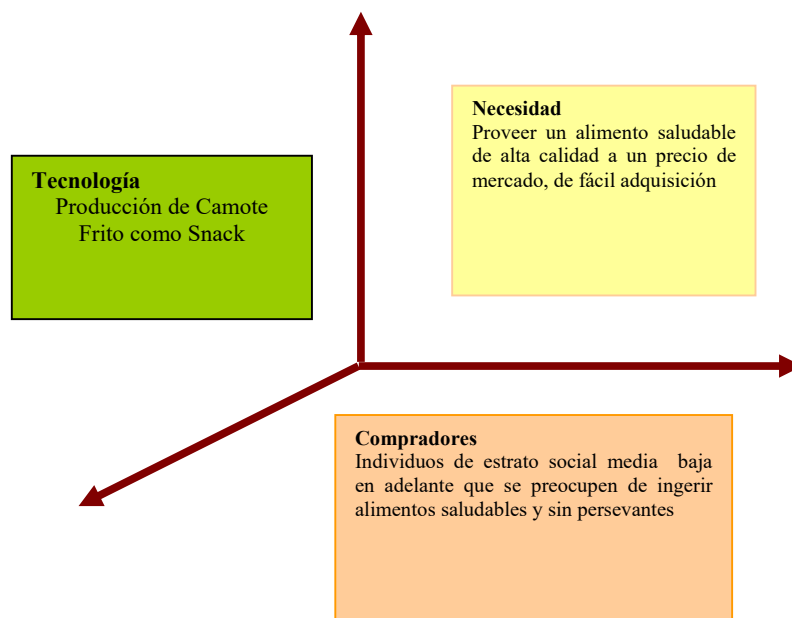 Necesidad
Proveer un alimento saludable
de alta calidad a un precio de
mercado, de fácil adquisición
Tecnología
Producción de Camote
Frito como Snack
Compradores
Individuos de estrato social media baja
en adelante que se preocupen de ingerir
alimentos saludables y sin persevantes